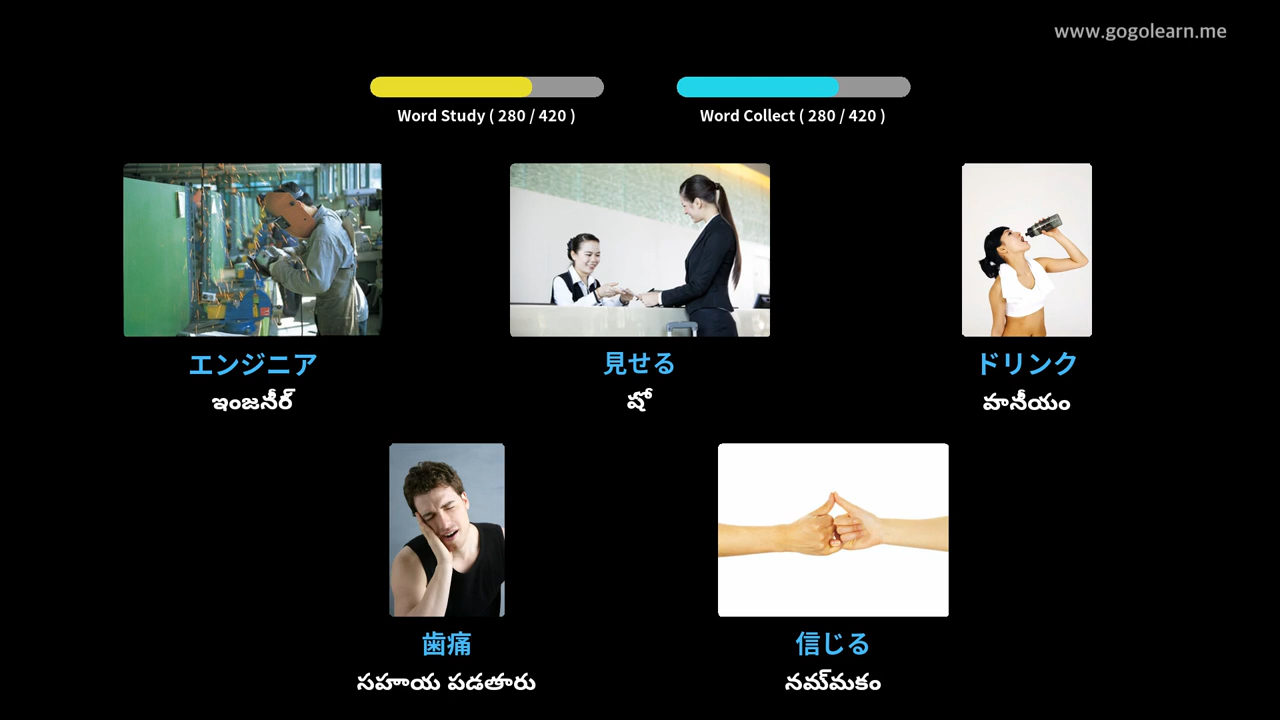 www.gogolearn.me
Word Study ( 280 / 420 )
Word Collect ( 280 / 420 )
エンジニア
ఇంజనీర్
見せる
షో
ドリンク
పానీయం
歯痛
సహాయ పడతారు
信じる
నమ్‌మకం